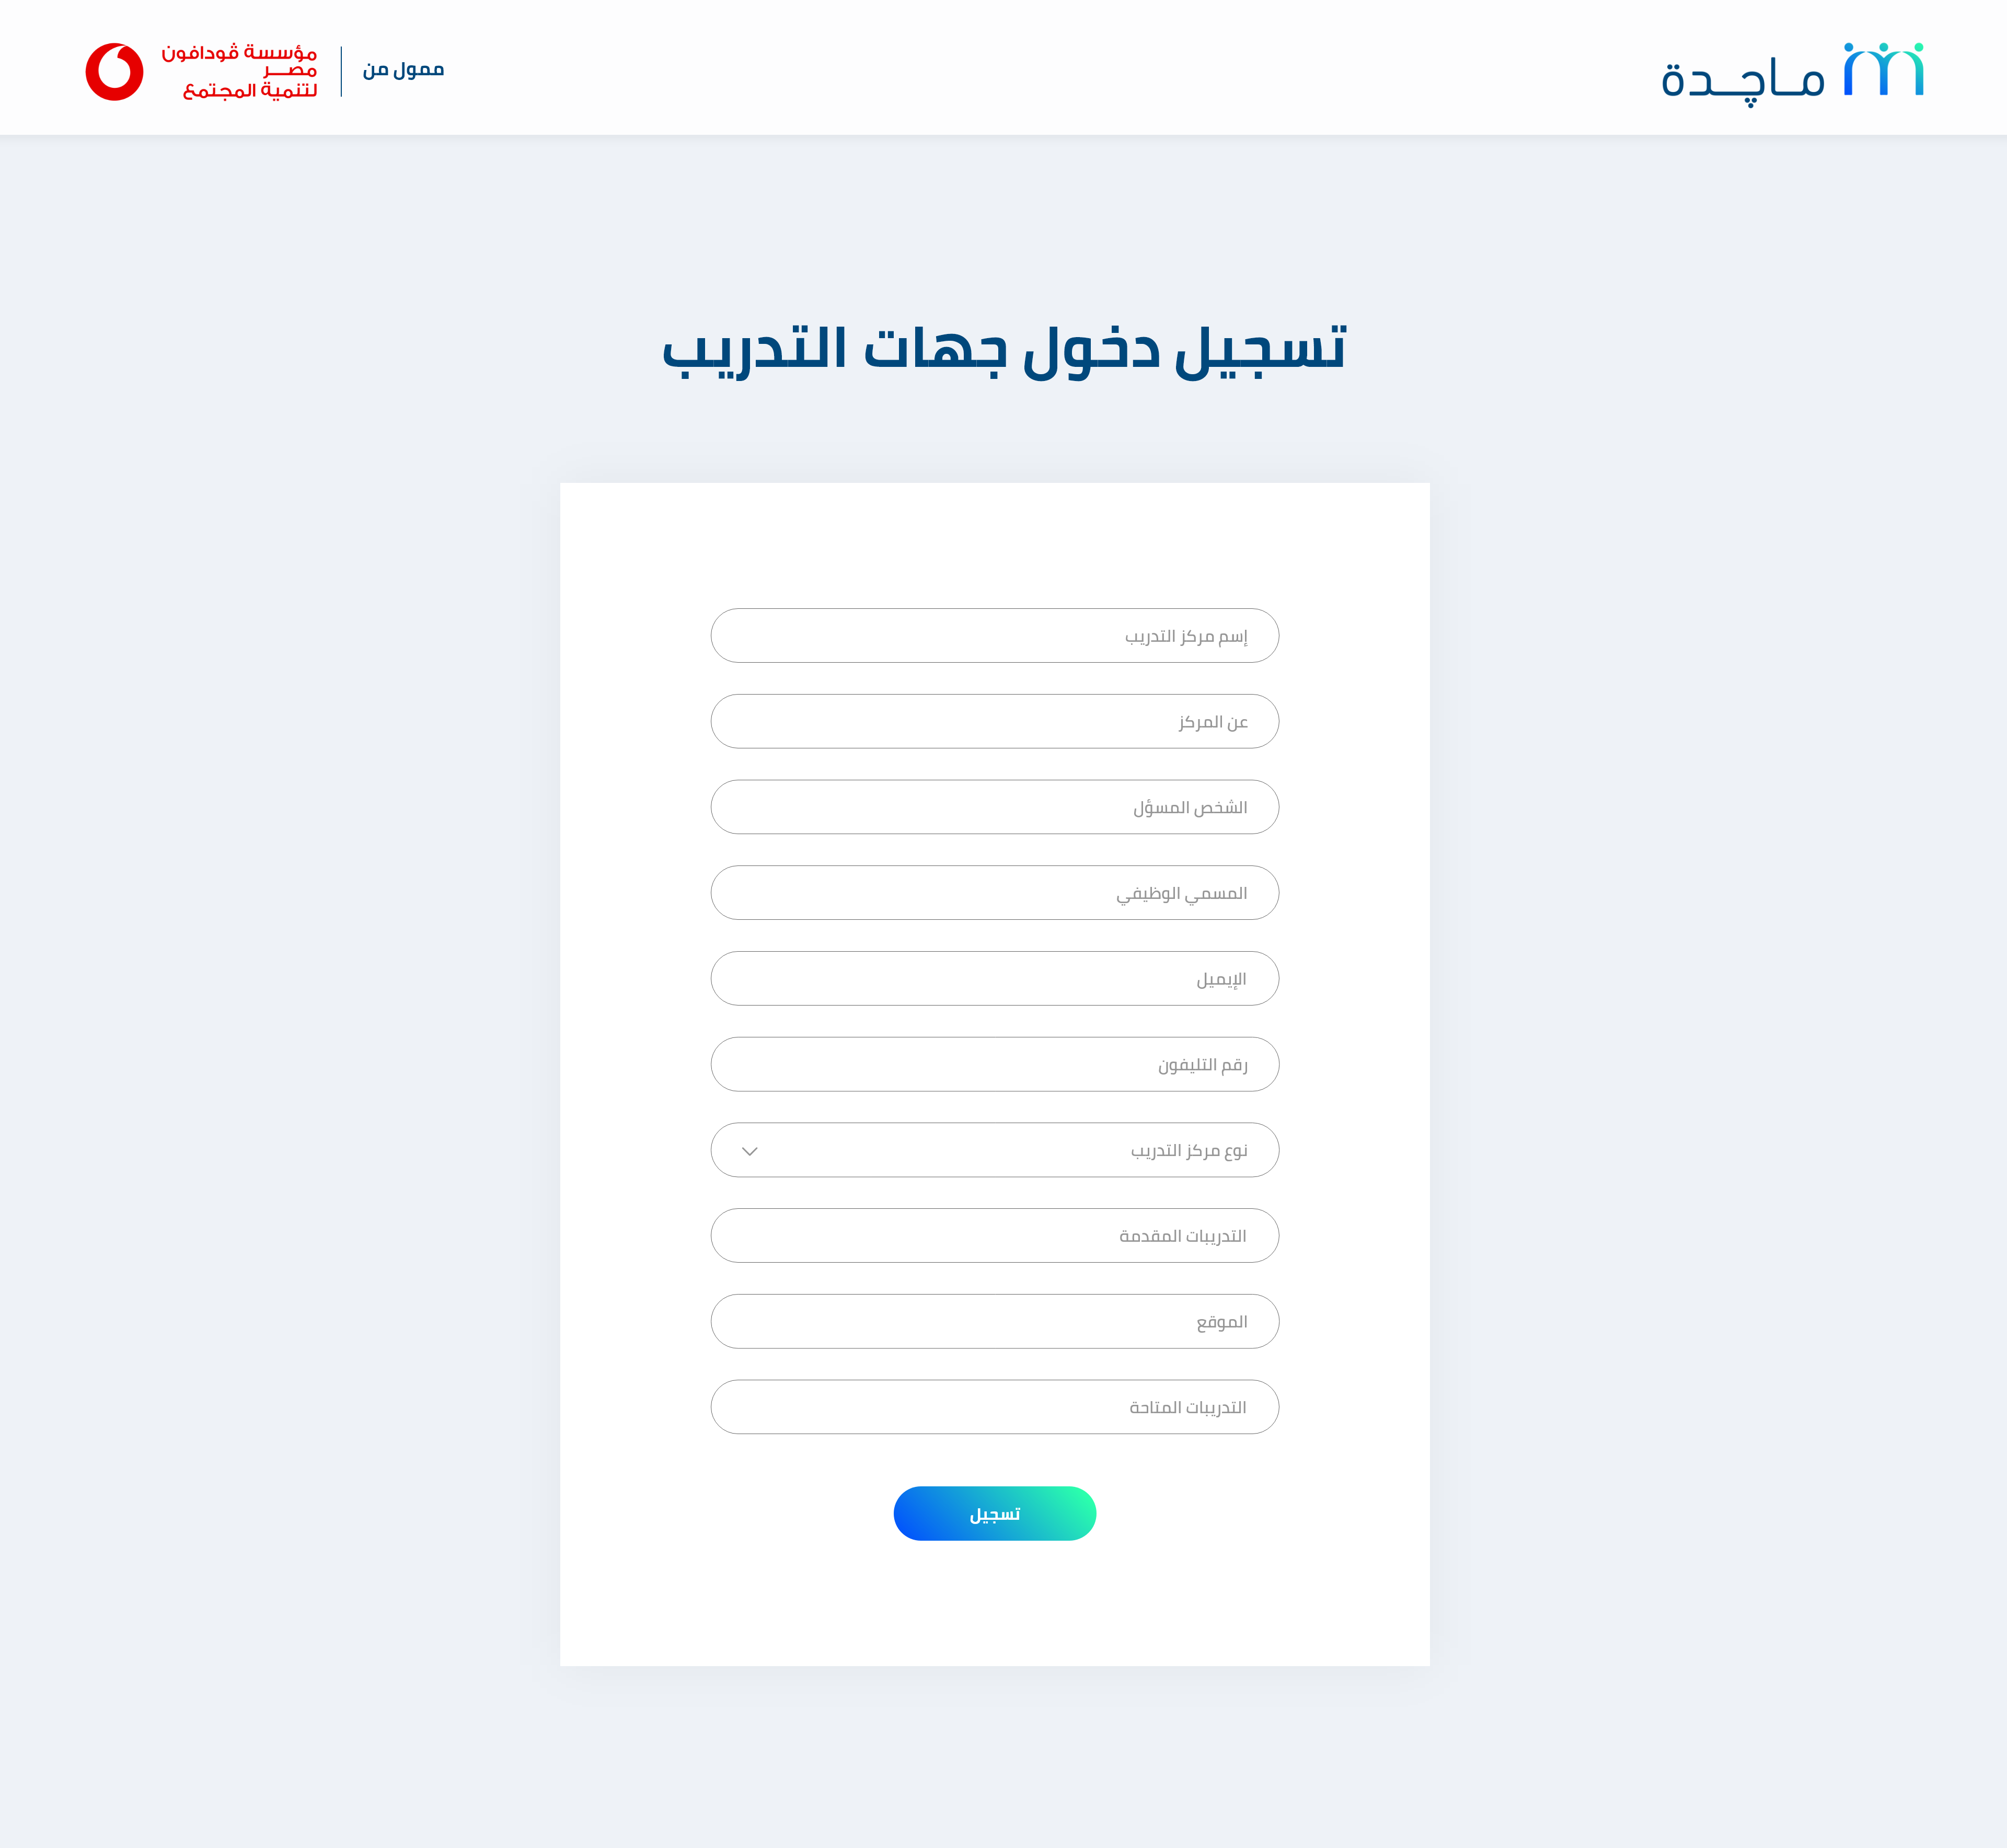 ماچدة
ممول من
مؤسسة ڤودافون
مصر
لتنمية المجتمع
تسجيل دخول جهات التدريب
إسم مركز التدريب
عن المركز
الشخص المسؤل
المسمي الوظيفي
الإيميل
رقم التليفون
نوع مركز التدريب
التدريبات المقدمة
الموقع
التدريبات المتاحة
تسجيل